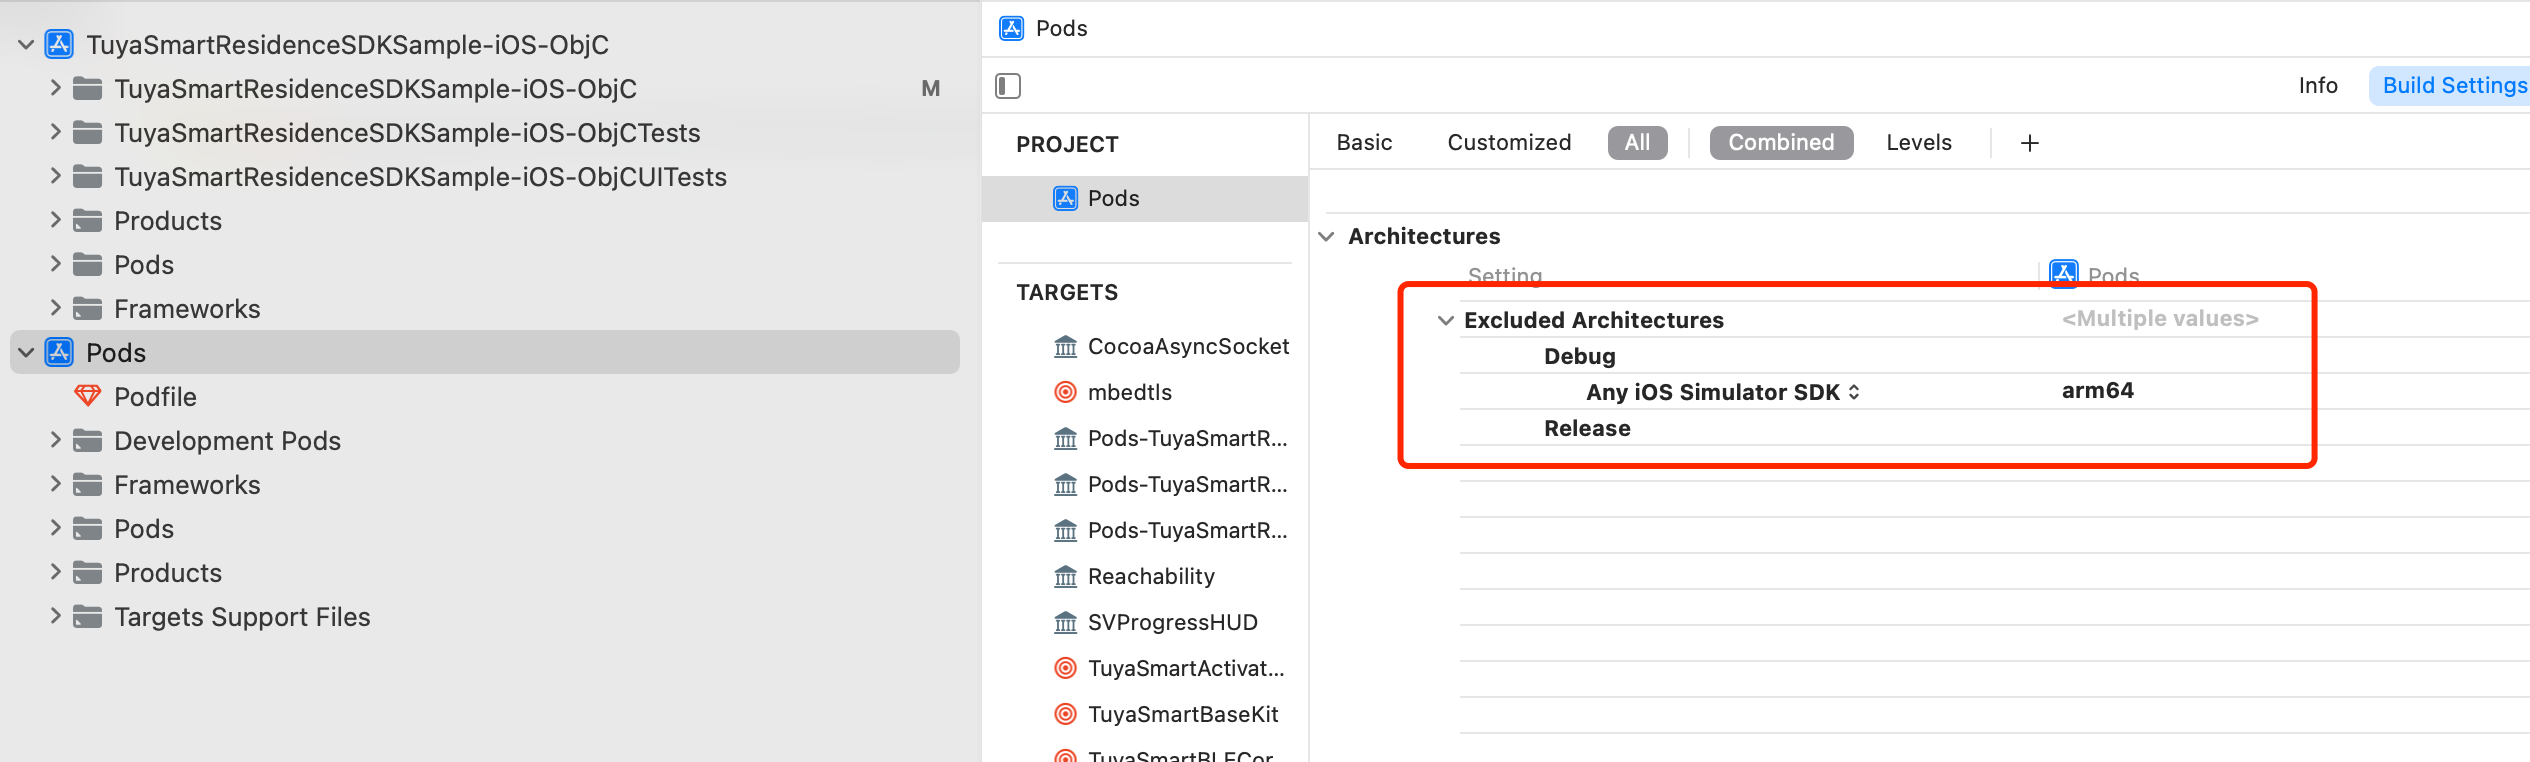 TuyaSmartResidenceSDKSample-iOS-ObjC
TuyaSmartResidenceSDKSample-iOS-ObjC M
TuyaSmartResidenceSDKSample-iOS-ObjCTests
TuyaSmartResidenceSDKSample-iOS-ObjCUITests
Products
Pods
Frameworks
Pods
Podfile
Development Pods
Frameworks
Pods
Products
Targets Support Files
Pods
Info Build Settings
PROJECT
Pods
TARGETS
CocoaAsyncSocket
mbedtls
Pods-TuyaSmartR...
Pods-TuyaSmartR...
Pods-TuyaSmartR...
Reachability
SVProgressHUD
TuyaSmartActivat...
TuyaSmartBaseKit
TuyaSmartBLECor
Basic Customized All Combined Levels +
Architectures
Setting Pods
Excluded Architectures <Multiple values>
Debug
Any iOS Simulator SDK arm64
Release